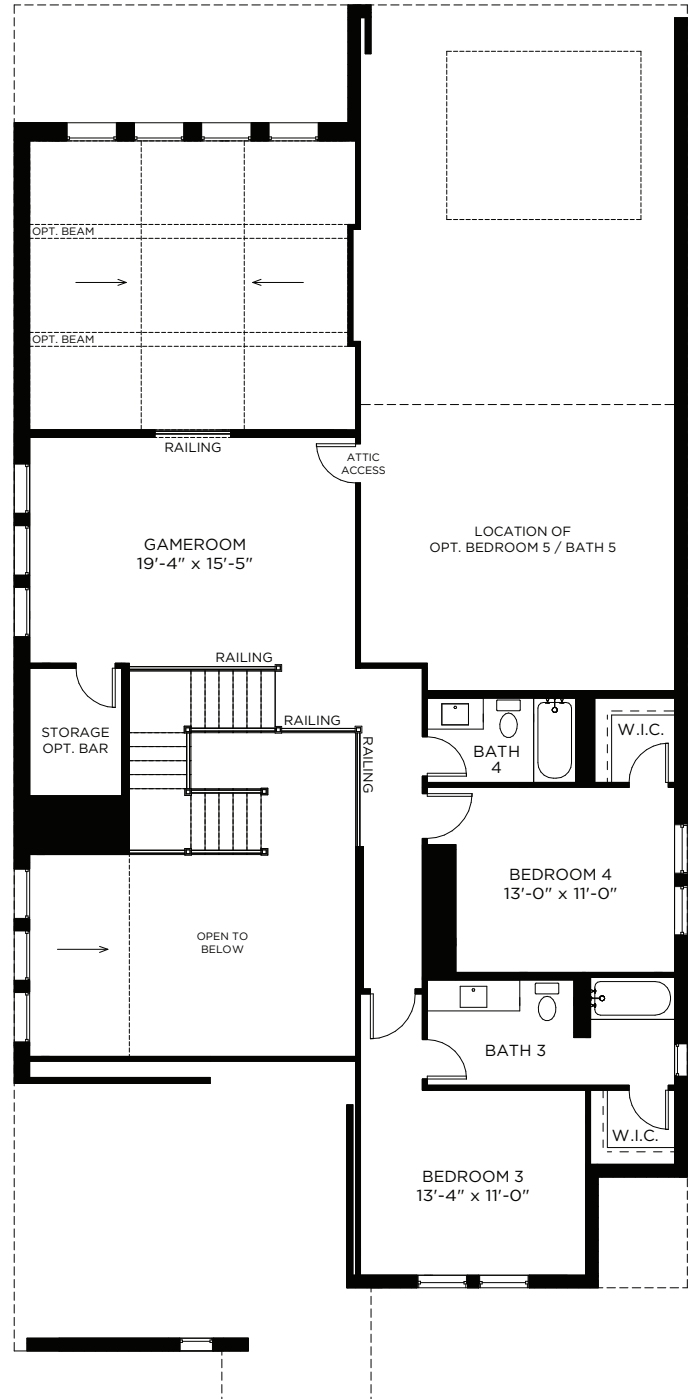 OPT. BEAM
OPT. BEAM
RAILING
ATTIC
ACCESS
LOCATION OF
OPT. BEDROOM 5 / BATH 5
GAMEROOM
19'-4" x 15'-5"
RAILING
STORAGE
OPT. BAR
RAILING
RAILING
BATH
4
W.I.C.
BEDROOM 4
13'-0" x 11'-0"
OPEN TO
BELOW
BATH 3
W.I.C.
BEDROOM 3
13'-4" x 11'-0"